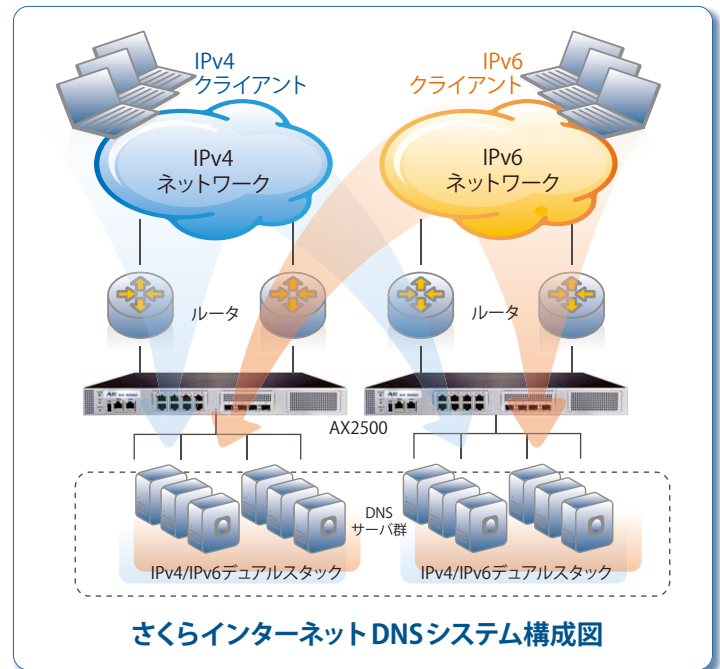 IPv4
クライアント
IPv6
クライアント
IPv4
ネットワーク
IPv6
ネットワーク
ルータ
ルータ
AX2500
DNS
サーバ群
IPv4/IPv6デュアルスタック
IPv4/IPv6デュアルスタック
さくらインターネット DNSシステム構成図